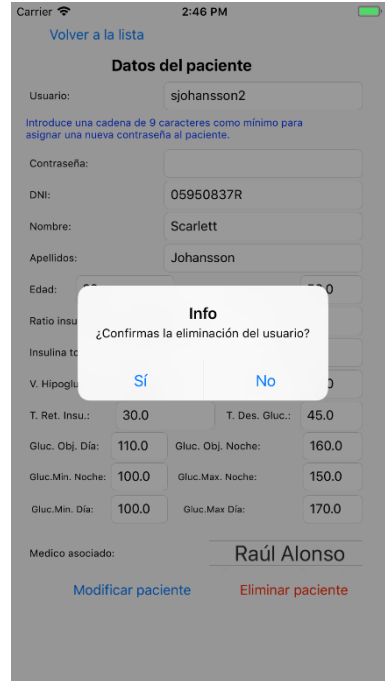 Carrier 2:46 PM
Volver a la lista
Datos del paciente
Usuario: sjohansson2
Introduce una cadena de 9 caracteres como mínimo para
asignar una nueva contraseña al paciente.
Contraseña:
DNI: 05950837R
Nombre: Scarlett
Apellidos: Johansson
Edad:
Info
Ratio insu
¿Confirmas la eliminación del usuario?
Insulina to
V. Hipoglu
Sí No
T. Ret. Insu.: 30.0 T. Des. Gluc.: 45.0
Gluc. Obj. Día: 110.0 Gluc. Obj. Noche: 160.0
Gluc.Min. Noche: 100.0 Gluc.Max. Noche: 150.0
Gluc.Min. Día: 100.0 Gluc.Max Día: 170.0
Medico asociado: Raúl Alonso
Modificar paciente Eliminar paciente